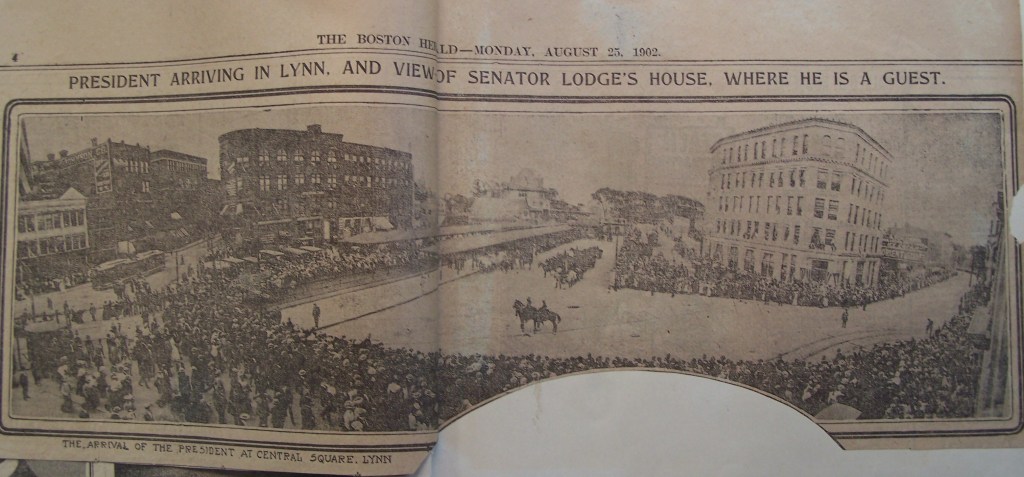 THE BOSTON HERALD—MONDAY, AUGUST 25, 1902.
PRESIDENT ARRIVING IN LYNN, AND VIEW OF SENATOR LODGE'S HOUSE, WHERE HE IS A GUEST.
THE ARRIVAL OF THE PRESIDENT AT CENTRAL SQUARE, LYNN